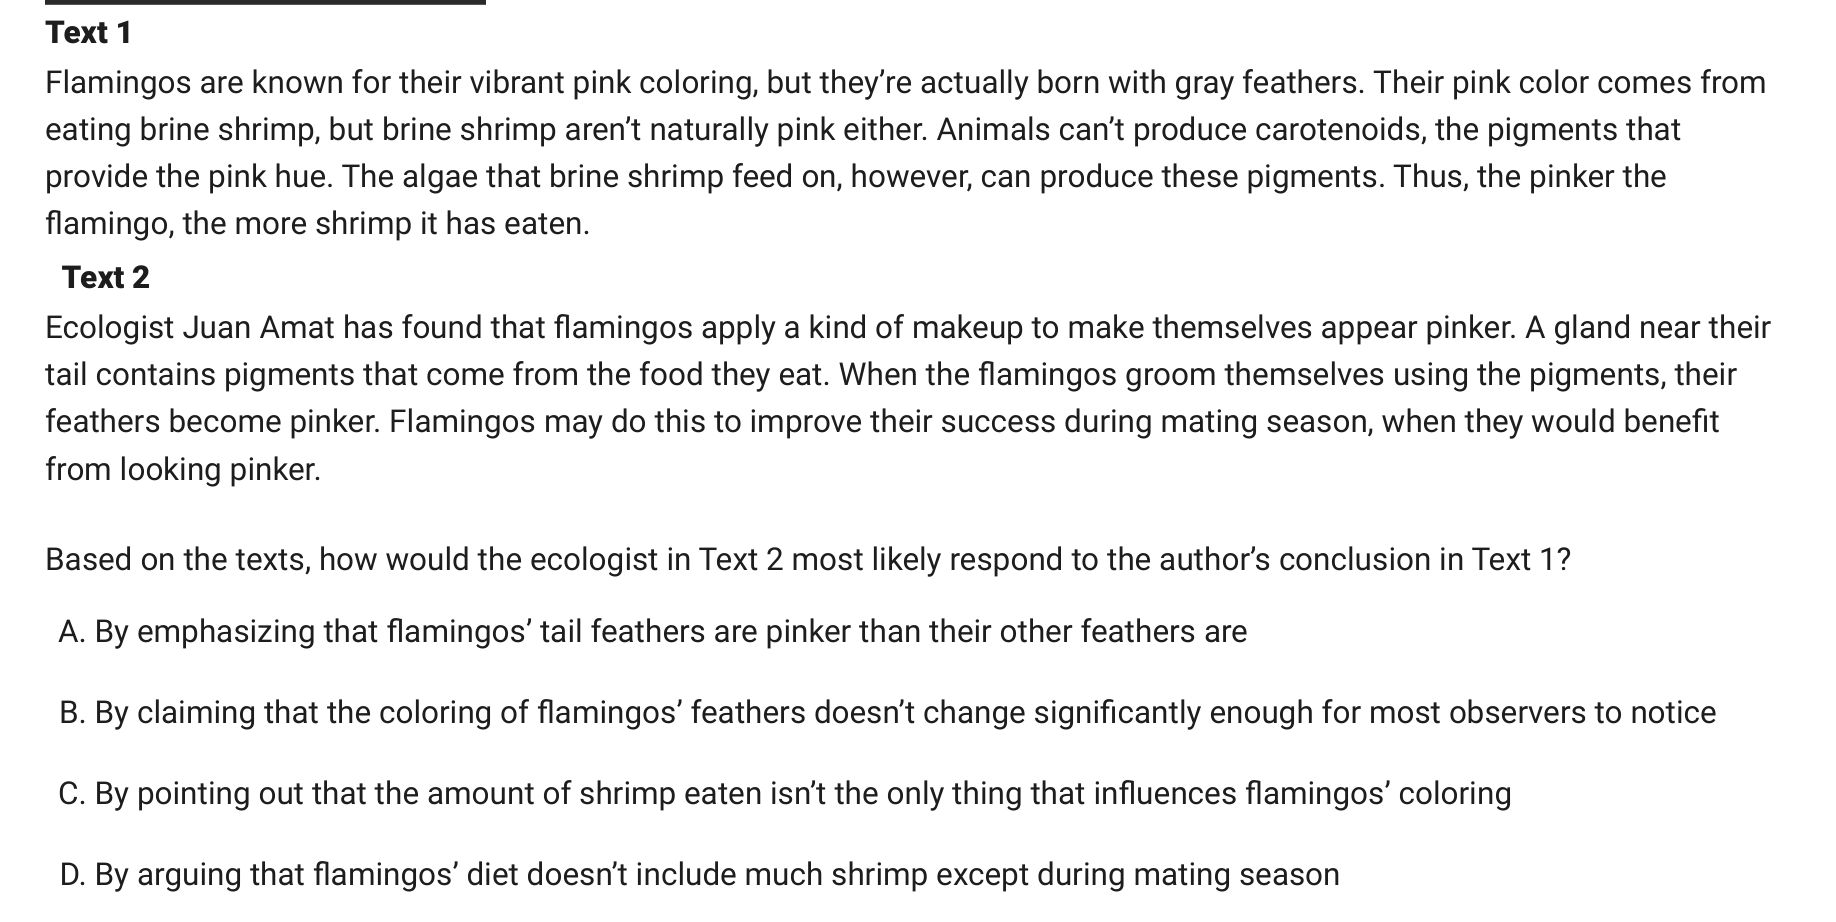 Text 1
Flamingos are known for their vibrant pink coloring, but they’re actually born with gray feathers. Their pink color comes from
eating brine shrimp, but brine shrimp aren’t naturally pink either. Animals can’t produce carotenoids, the pigments that
provide the pink hue. The algae that brine shrimp feed on, however, can produce these pigments. Thus, the pinker the
flamingo, the more shrimp it has eaten.
Text 2
Ecologist Juan Amat has found that flamingos apply a kind of makeup to make themselves appear pinker. A gland near their
tail contains pigments that come from the food they eat. When the flamingos groom themselves using the pigments, their
feathers become pinker. Flamingos may do this to improve their success during mating season, when they would benefit
from looking pinker.
Based on the texts, how would the ecologist in Text 2 most likely respond to the author’s conclusion in Text 1?
A. By emphasizing that flamingos’ tail feathers are pinker than their other feathers are
B. By claiming that the coloring of flamingos’ feathers doesn’t change significantly enough for most observers to notice
C. By pointing out that the amount of shrimp eaten isn’t the only thing that influences flamingos’ coloring
D. By arguing that flamingos’ diet doesn’t include much shrimp except during mating season